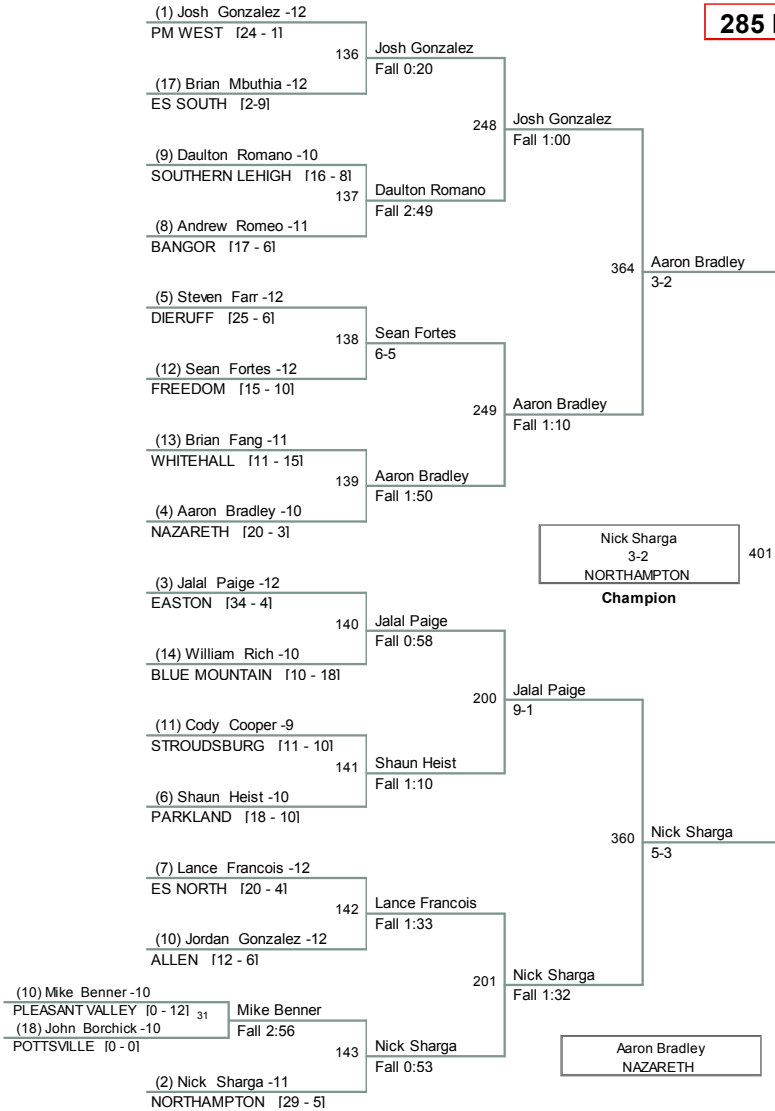 285
(1) Josh Gonzalez -12
PM WEST [24 - 1]
136
Josh Gonzalez
Fall 0:20
(17) Brian Mbuthia -12
ES SOUTH [2-9]
248
Josh Gonzalez
Fall 1:00
(9) Daulton Romano -10
SOUTHERN LEHIGH [16 - 8]
137
Daulton Romano
Fall 2:49
(8) Andrew Romeo -11
BANGOR [17 - 6]
364
Aaron Bradley
3-2
(5) Steven Farr -12
DIERUFF [25 - 6]
138
Sean Fortes
6-5
(12) Sean Fortes -12
FREEDOM [15 - 10]
249
Aaron Bradley
Fall 1:10
(13) Brian Fang -11
WHITEHALL [11 - 15]
139
Aaron Bradley
Fall 1:50
(4) Aaron Bradley -10
NAZARETH [20 - 3]
Nick Sharga
3-2
NORTHAMPTON
401
Champion
(3) Jalal Paige -12
EASTON [34 - 4]
140
Jalal Paige
Fall 0:58
(14) William Rich -10
BLUE MOUNTAIN [10 - 18]
200
Jalal Paige
9-1
(11) Cody Cooper -9
STROUDSBURG [11 - 10]
141
Shaun Heist
Fall 1:10
(6) Shaun Heist -10
PARKLAND [18 - 10]
360
Nick Sharga
5-3
(7) Lance Francois -12
ES NORTH [20 - 4]
142
Lance Francois
Fall 1:33
(10) Jordan Gonzalez -12
ALLEN [12 - 6]
201
Nick Sharga
Fall 1:32
(10) Mike Benner -10
PLEASANT VALLEY [0 - 12]
31
Mike Benner
Fall 2:56
(18) John Borchick -10
POTTSVILLE [0 - 0]
143
Nick Sharga
Fall 0:53
(2) Nick Sharga -11
NORTHAMPTON [29 - 5]
Aaron Bradley
NAZARETH